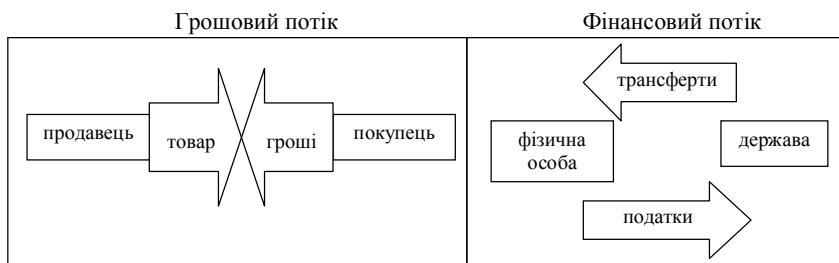 Грошовий потік
продавець
товар
гроші
покупець
Фінансовий потік
трансферти
фізична
особа
держава
податки